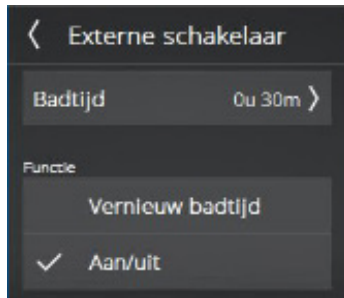 Externe schakelaar
Badtijd 0u 30m
Functie
Vernieuw badtijd
Aan/uit